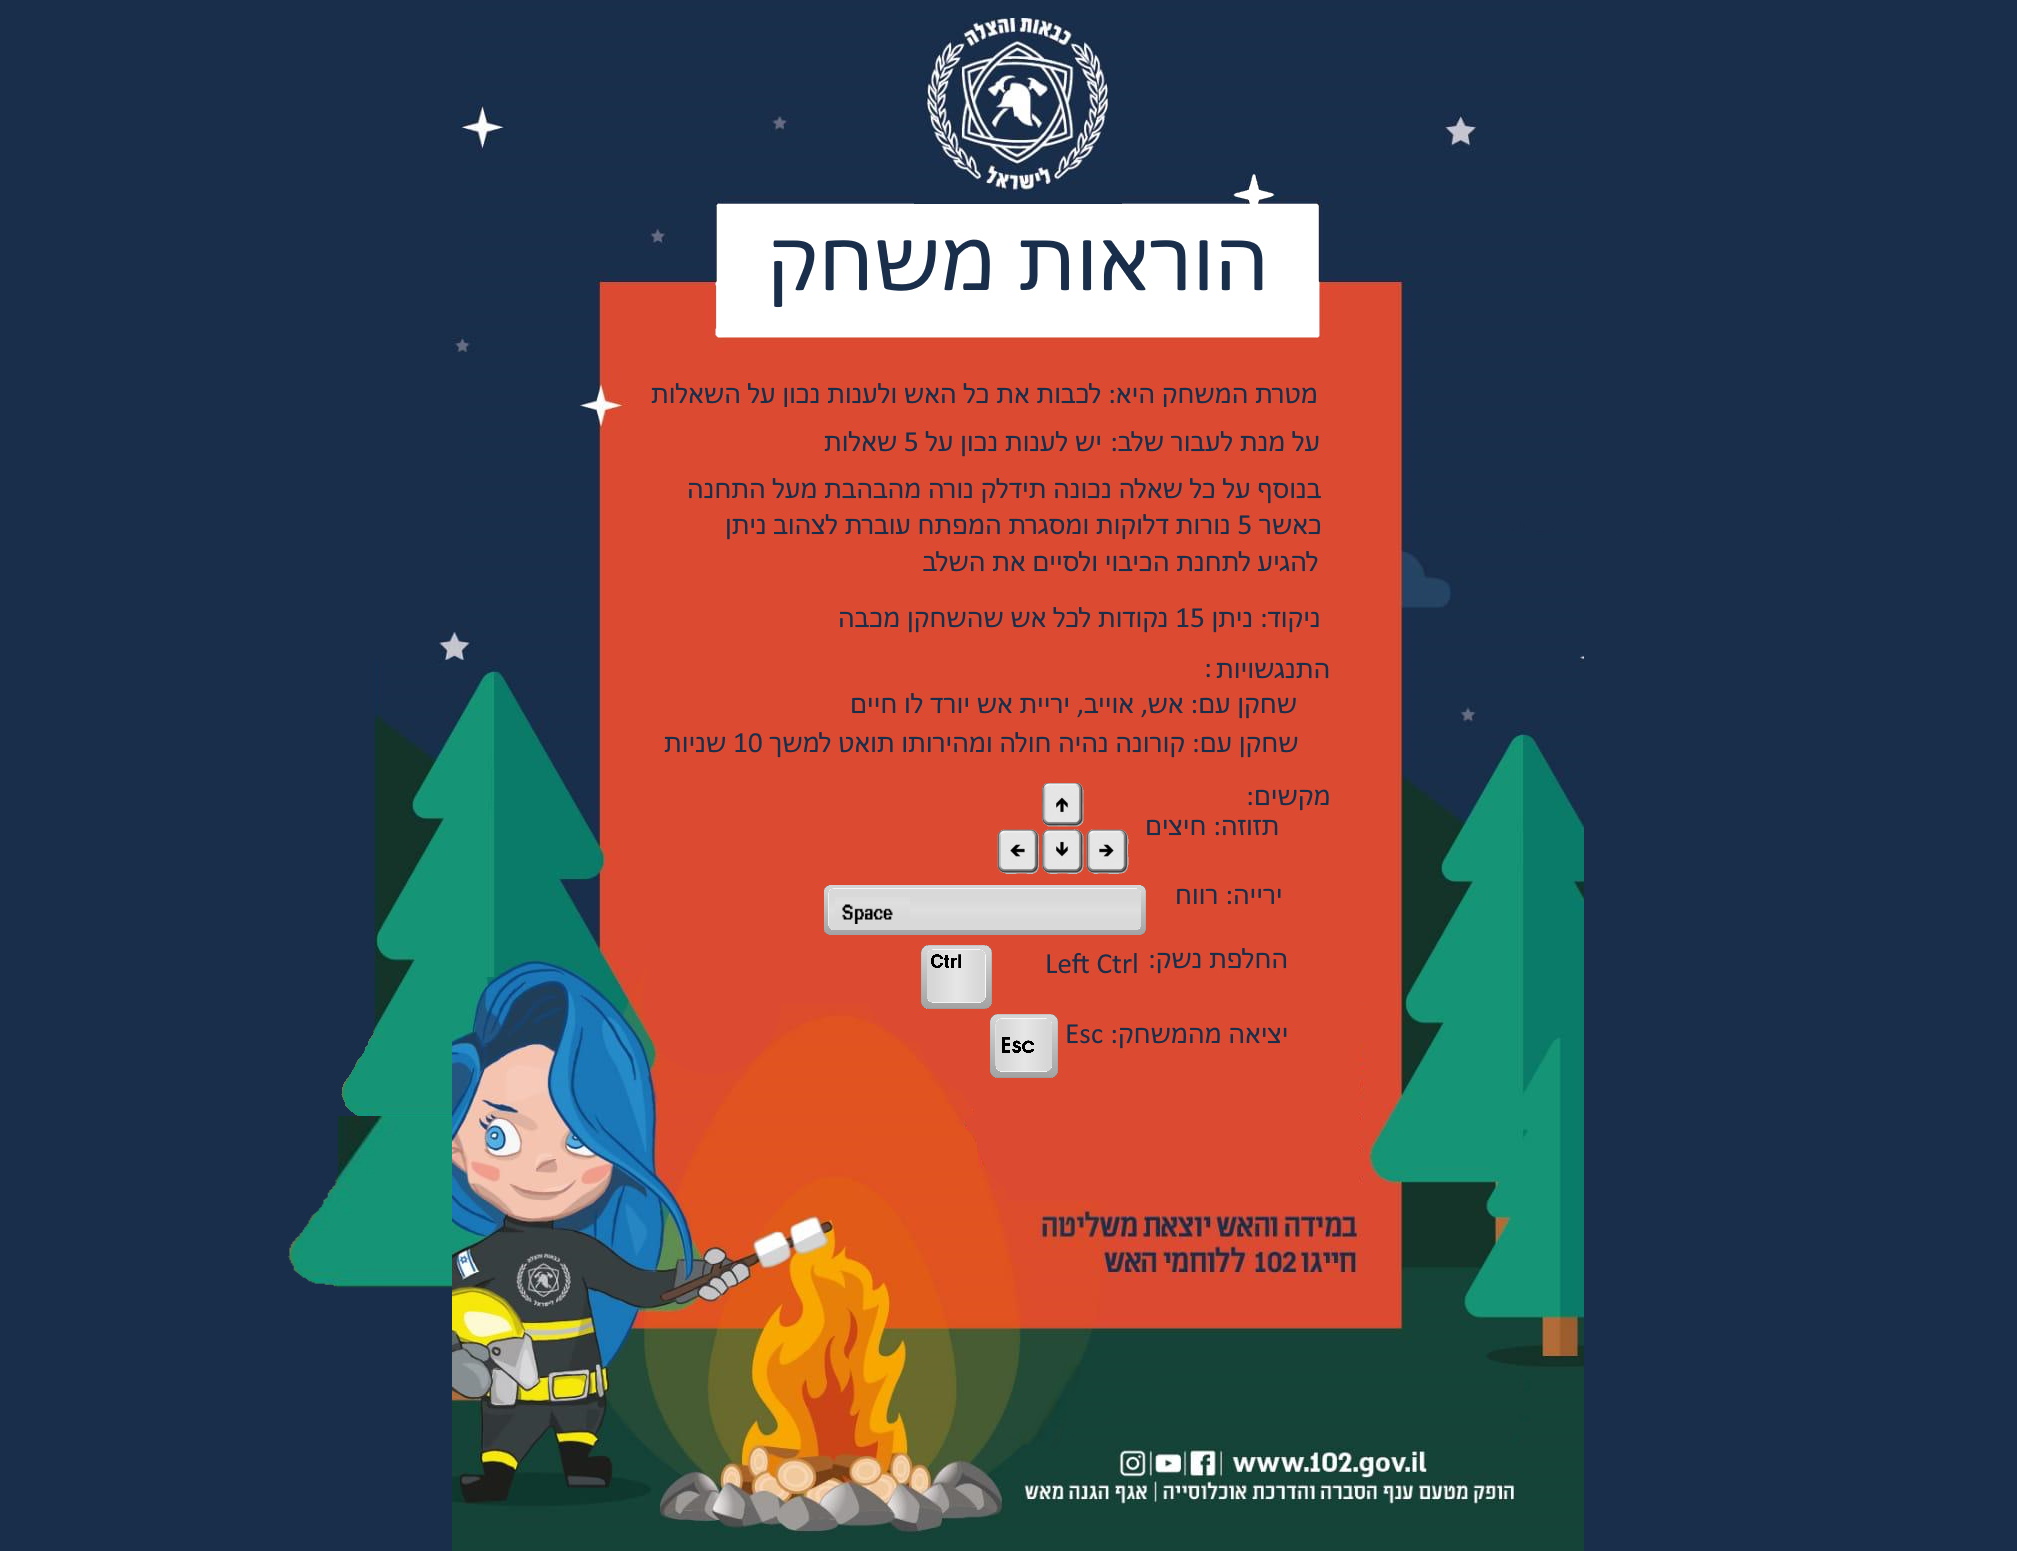 כבאות והצלה
לישראל
הוראות משחק
מטרת המשחק היא: לכבות את כל האש ולענות נכון על השאלות
על מנת לעבור שלב: יש לענות נכון על 5 שאלות
בנוסף על כל שאלה נכונה תידלק נורה מהבהבת מעל התחנה
כאשר 5 נורות דלוקות ומסגרת המפתח עוברת לצהוב ניתן
להגיע לתחנת הכיבוי ולסיים את השלב
ניקוד: ניתן 15 נקודות לכל אש שהשחקן מכבה
התנגשויות :
שחקן עם: אש, אוייב, יריית אש יורד לו חיים
שחקן עם: קורונה נהיה חולה ומהירותו תואט למשך 10 שניות
מקשים:
תזוזה: חיצים
ירייה: רווח
Space
החלפת נשק: Left Ctrl
Ctrl
יציאה מהמשחק: Esc
Esc
במידה והאש יוצאת משליטה
חייגו 102 ללוחמי האש
כבאות והצלה
לישראל
www.102.gov.il
הופק מטעם ענף הסברה והדרכת אוכלוסייה | אגף הגנה מאש